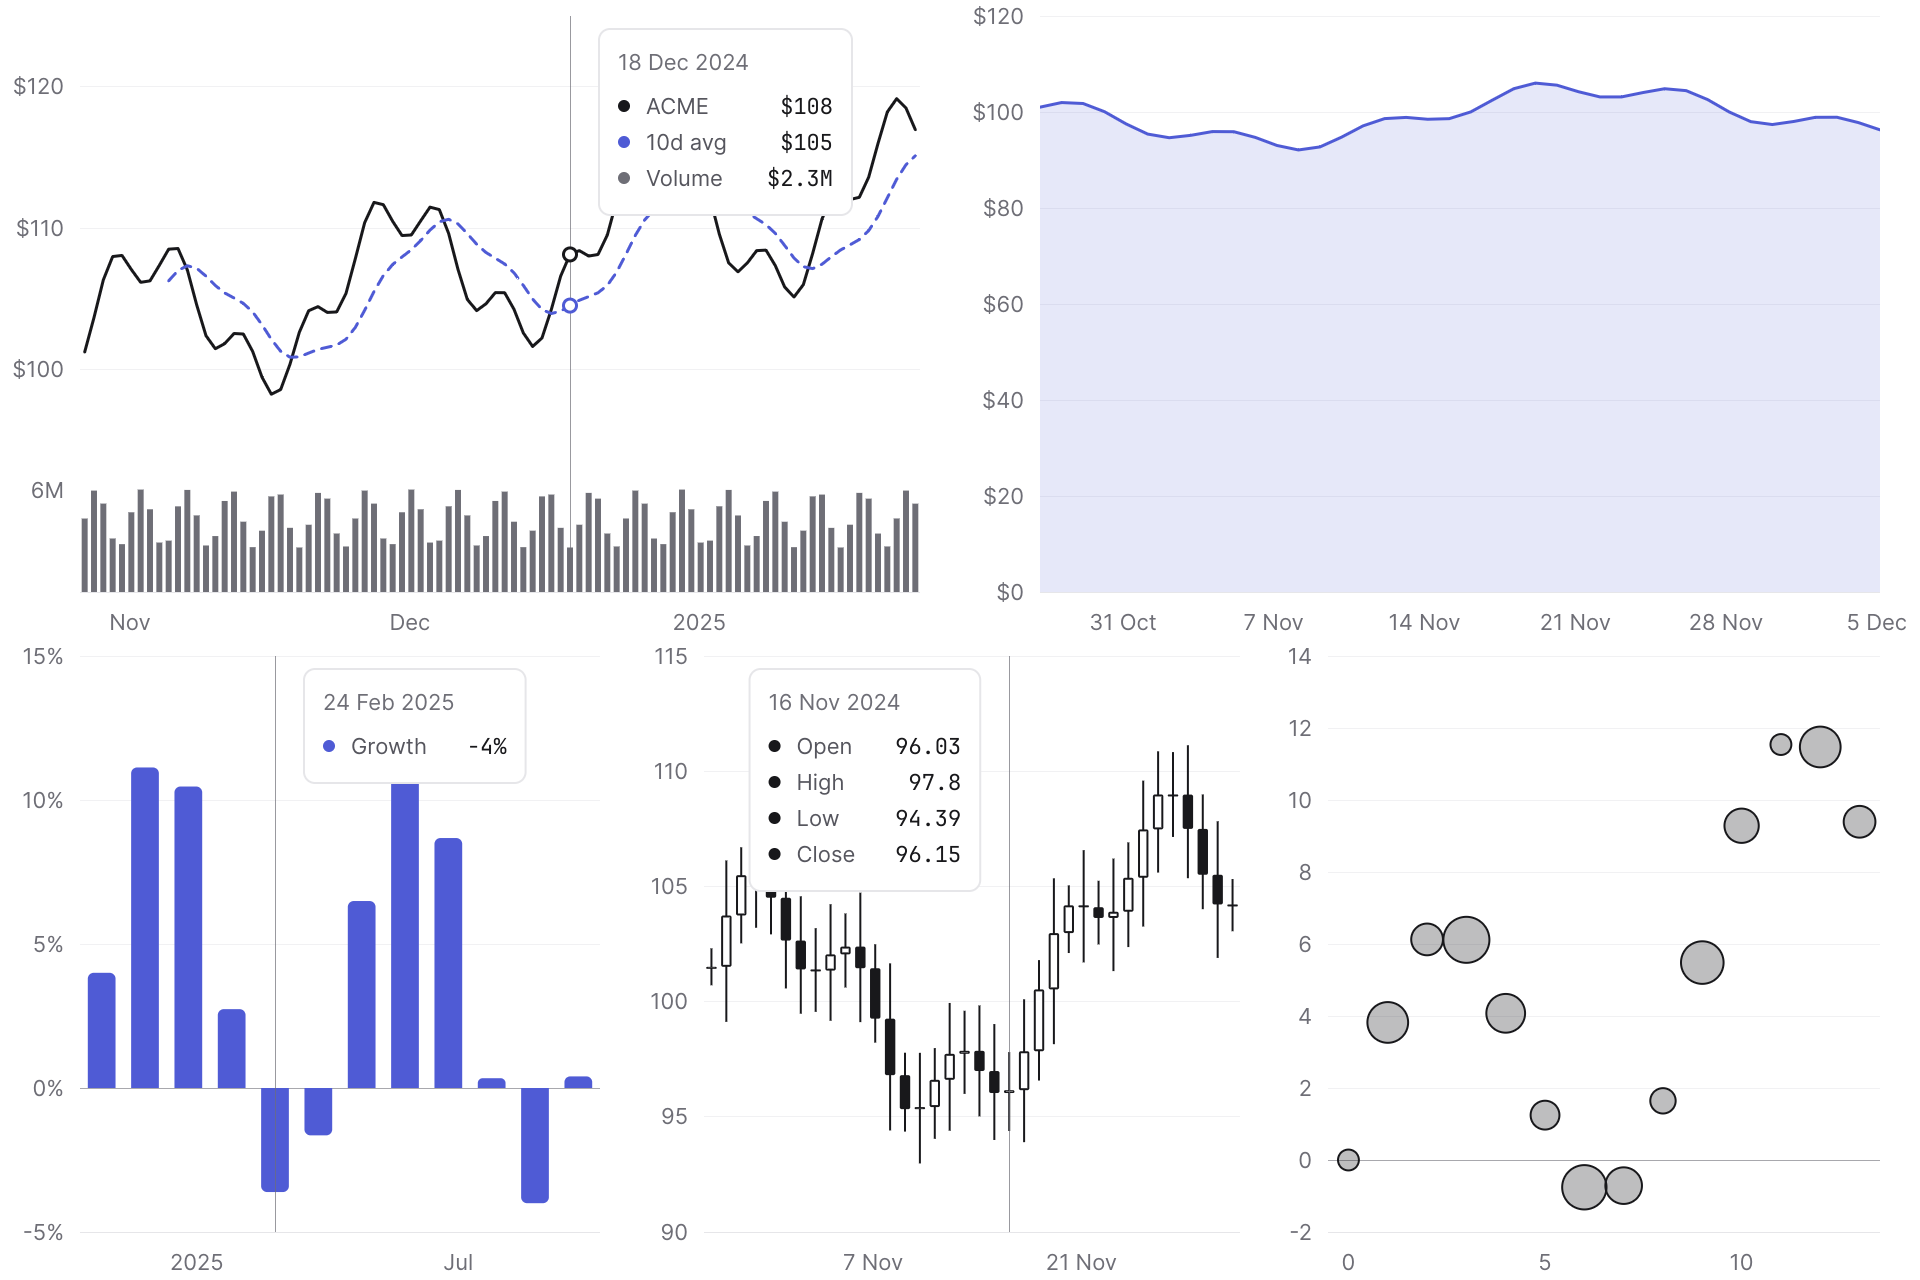 $120
$110
$100
6M
Nov Dec 2025
18 Dec 2024
ACME $108
10d avg $105
Volume $2.3M
$120
$100
$80
$60
$40
$20
$0
31 Oct 7 Nov 14 Nov 21 Nov 28 Nov 5 Dec
15%
10%
5%
0%
-5%
2025 Jul
24 Feb 2025
Growth -4%
115
110
105
100
95
90
7 Nov 21 Nov
16 Nov 2024
Open 96.03
High 97.8
Low 94.39
Close 96.15
14
12
10
8
6
4
2
0
-2
0 5 10